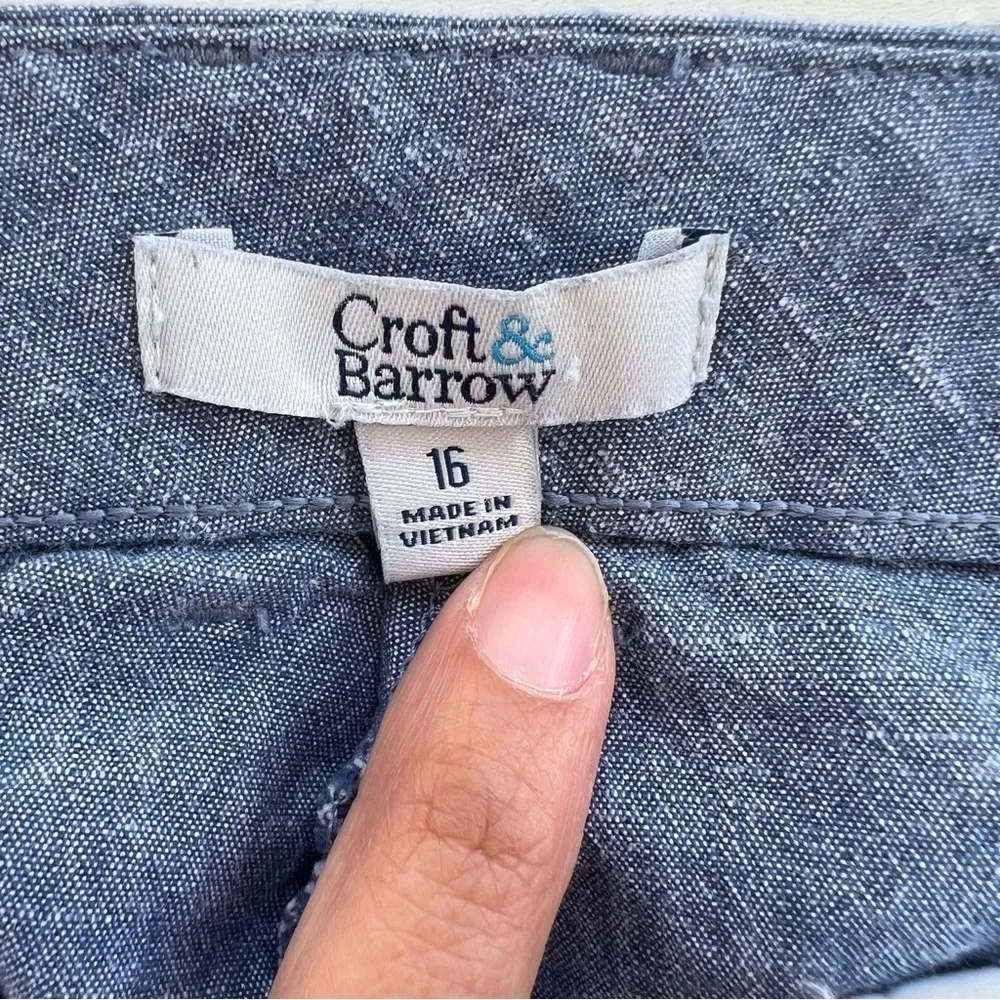 Croft &
Barrow
16
MADE IN
VIETNAM